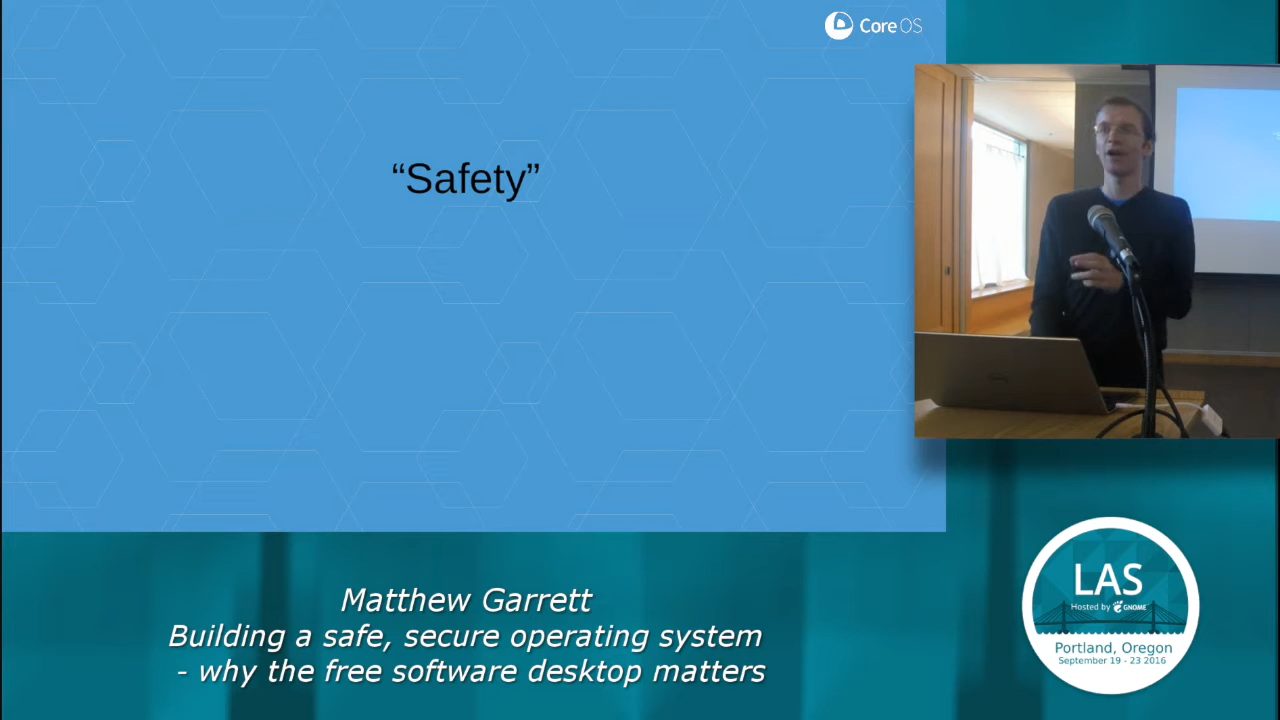 CoreOS
“Safety”
Matthew Garrett
Building a safe, secure operating system
- why the free software desktop matters
LAS
Hosted by GNOME
Portland, Oregon
September 19 - 23 2016